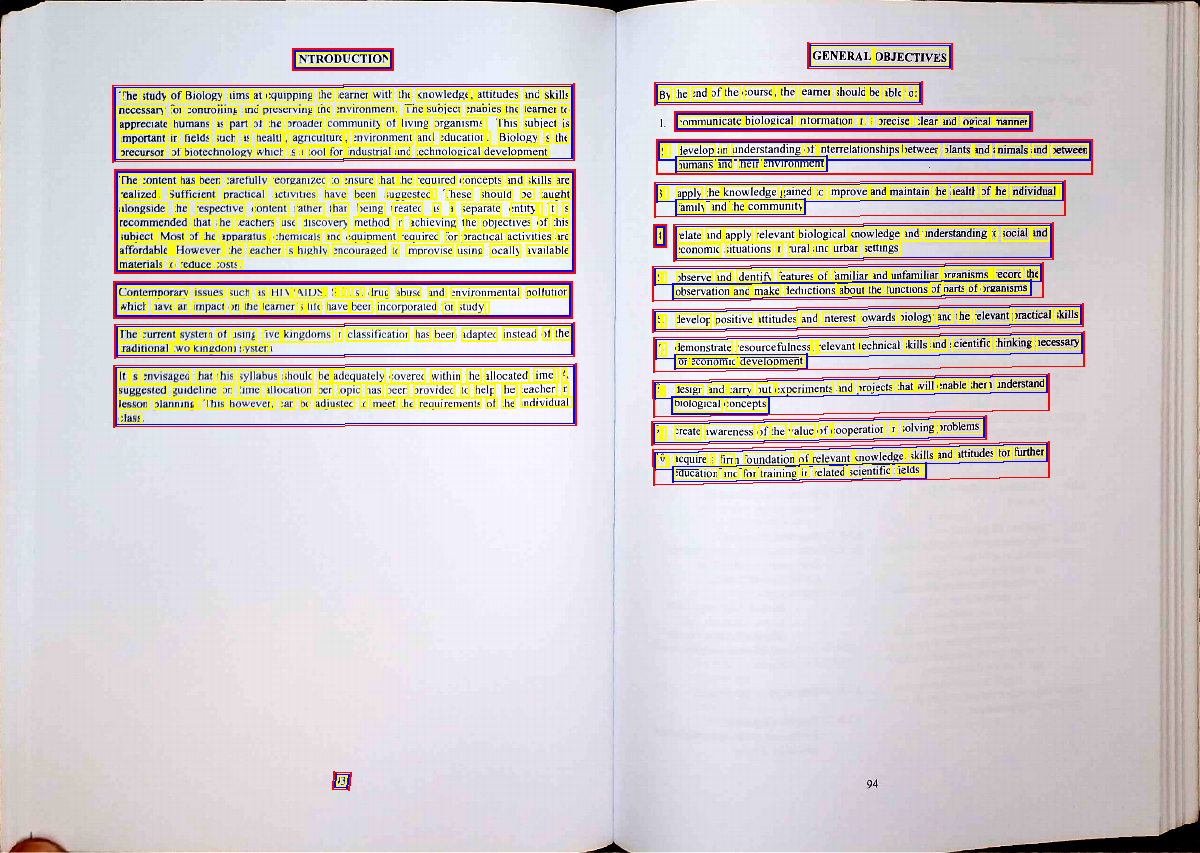 INTRODUCTION
The study of Biology aims at equipping the learner with the knowledge, attitudes and skills
necessary for controlling and preserving the environment. The subject enables the learner to
appreciate humans as part of the broader community of living organisms. This subject is
important in fields such as health, agriculture, environment and education. Biology is the
precursor of biotechnology which is a tool for industrial and technological development.
The content has been carefully reorganized to ensure that the required concepts and skills are
realized. Sufficient practical activities have been suggested. These should be taught
alongside the respective content rather than being treated as a separate entity. It is
recommended that the teachers use discovery method in achieving the objectives of this
subject. Most of the apparatus, chemicals and equipment required for practical activities are
affordable. However the teacher is highly encouraged to improvise using locally available
materials to reduce costs.
Contemporary issues such as HIV/AIDS, drug abuse and environmental pollution
which have an impact on the learner's life have been incorporated for study.
The current system of using five kingdoms in classification has been adapted instead of the
traditional two kingdom system.
It is envisaged that this syllabus should be adequately covered within the allocated time. A
suggested guideline on time allocation per topic has been provided to help the teacher in
lesson planning. This however, can be adjusted to meet the requirements of the individual
class.
GENERAL OBJECTIVES
By the end of the course, the learner should be able to:
1. communicate biological information in a precise, clear and logical manner
develop an understanding of interrelationships between plants and animals and between
humans and their environment
3. apply the knowledge gained to improve and maintain the health of the individual,
family and the community
relate and apply relevant biological knowledge and understanding to social and
economic situations in rural and urban settings
observe and identify features of familiar and unfamiliar organisms, record the
observation and make deductions about the functions of parts of organisms
develop positive attitudes and interest towards biology and the relevant practical skills
demonstrate resourcefulness, relevant technical skills and scientific thinking necessary
for economic development
design and carry out experiments and projects that will enable them understand
biological concepts
create awareness of the value of cooperation in solving problems
acquire a firm foundation of relevant knowledge, skills and attitudes for further
education and for training in related scientific fields.
94